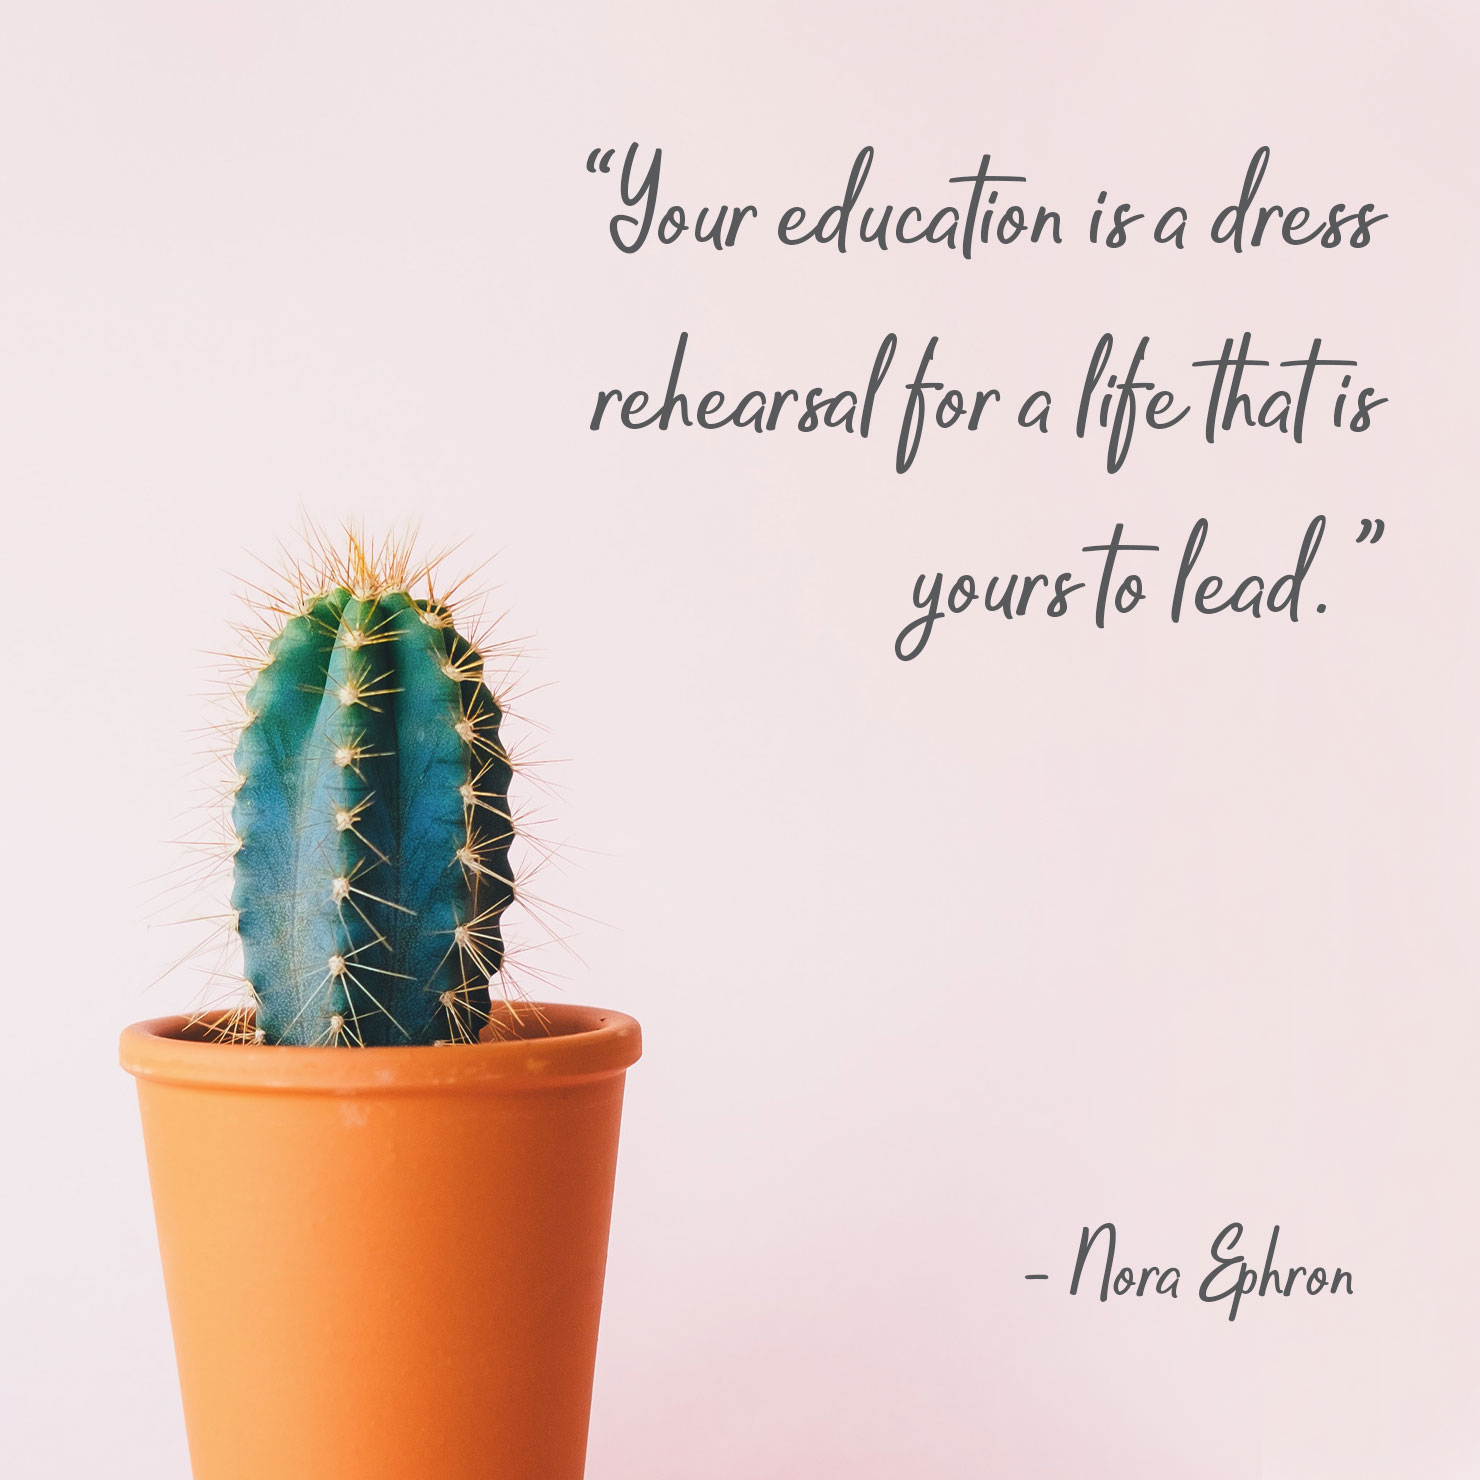 “Your education is a dress
rehearsal for a life that is
yours to lead.”
- Nora Ephron